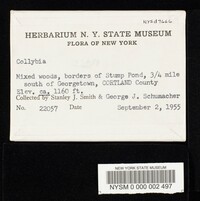 HERBARIUM N. Y. STATE MUSEUM
FLORA OF NEW YORK
Collybia
Mixed woods, borders of Stump Pond, 3/4 mile
south of Georgetown, CORTLAND County
Elev. ca. 1160 ft.
Collected by Stanley J. Smith & George J. Schumacher
No. 22057 Date September 2, 1955
NEW YORK STATE MUSEUM
NYSM 0 000 002 497